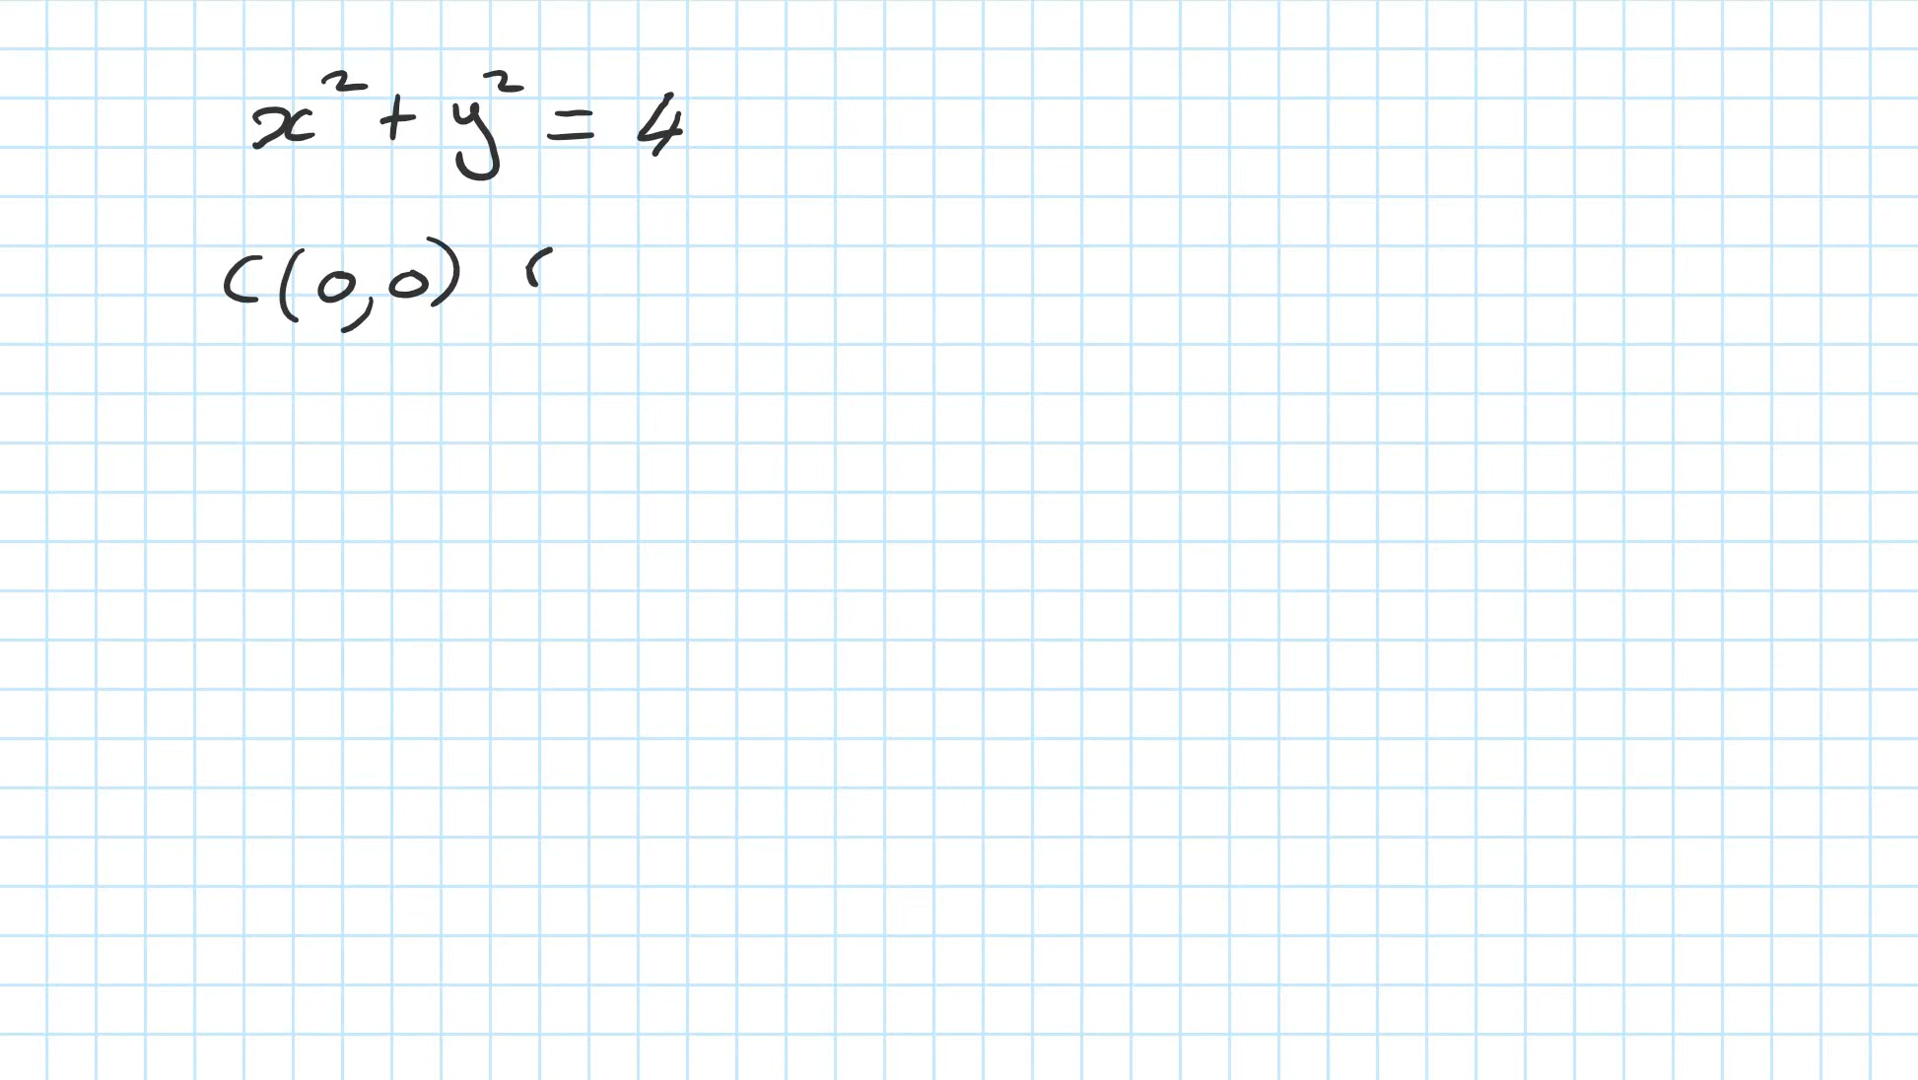 x² + y² = 4
C(0,0)